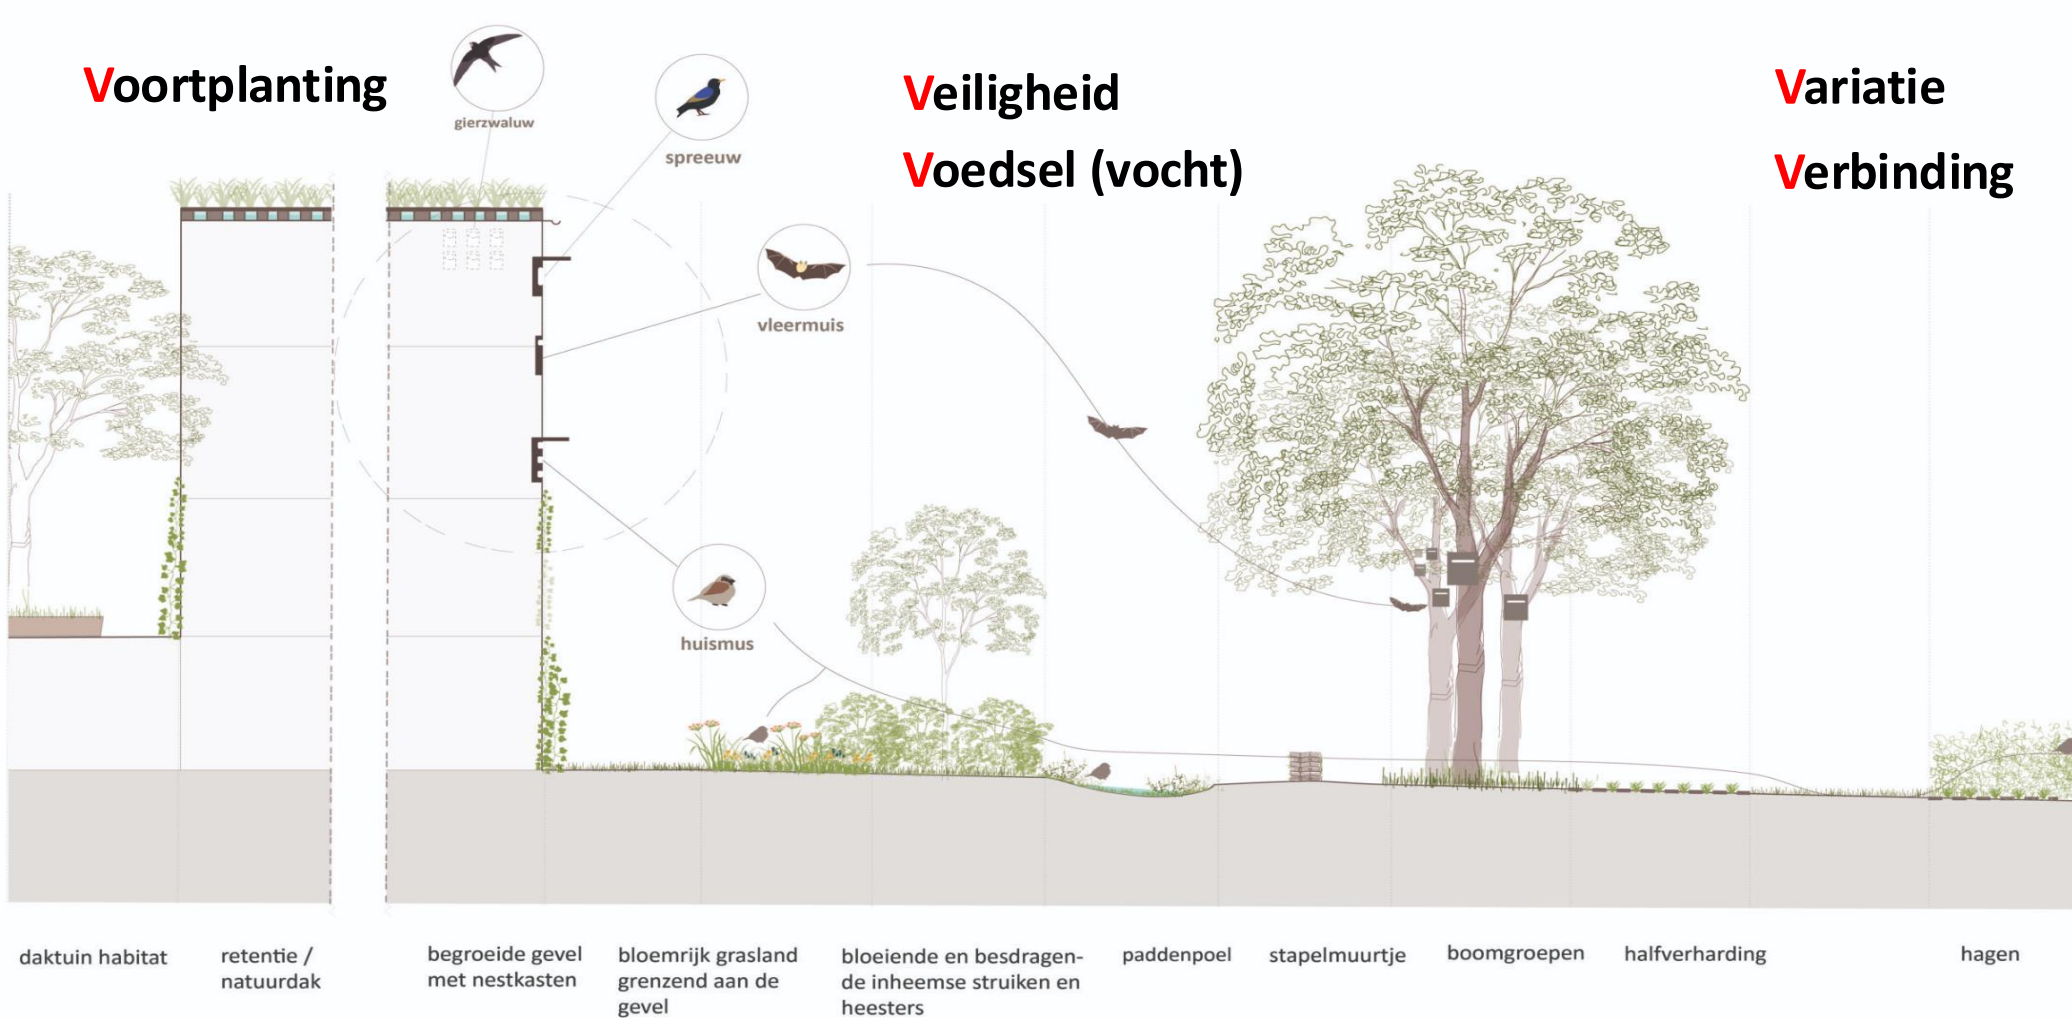 Voortplanting
Veiligheid
Voedsel (vocht)
Variatie
Verbinding
gierzwaluw
spreeuw
vleermuis
huismus
daktuin habitat
retentie /
natuurdak
begroeide gevel
met nestkasten
bloemrijk grasland
grenzend aan de
gevel
bloeiende en besdragen-
de inheemse struiken en
heesters
paddenpoel
stapelmuurtje
boomgroepen
halfverharding
hagen